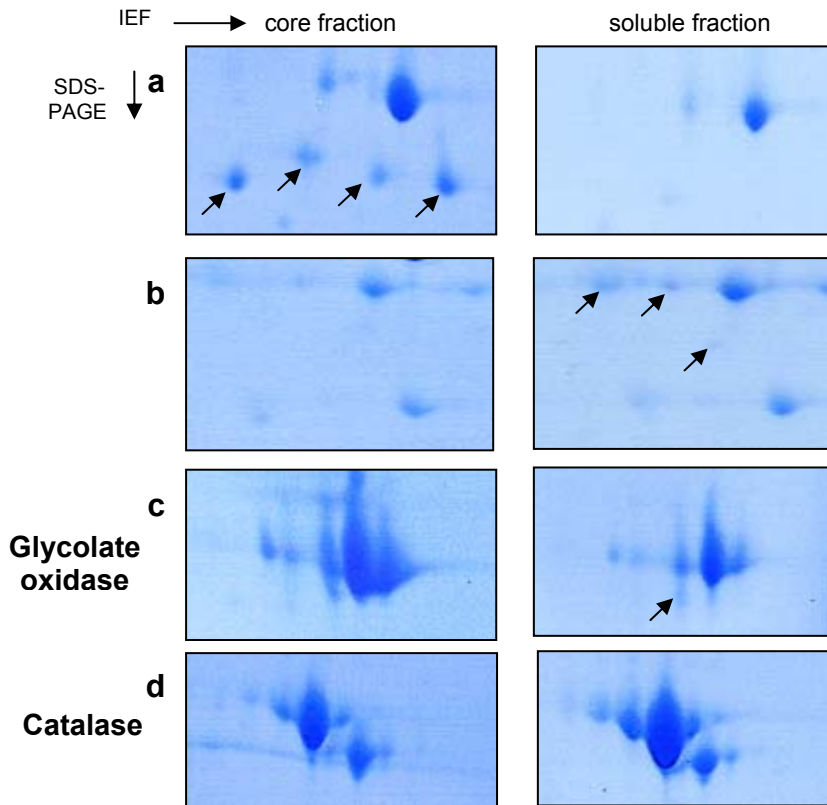 IEF
core fraction
soluble fraction
SDS-
PAGE
a
b
c
Glycolate
oxidase
d
Catalase